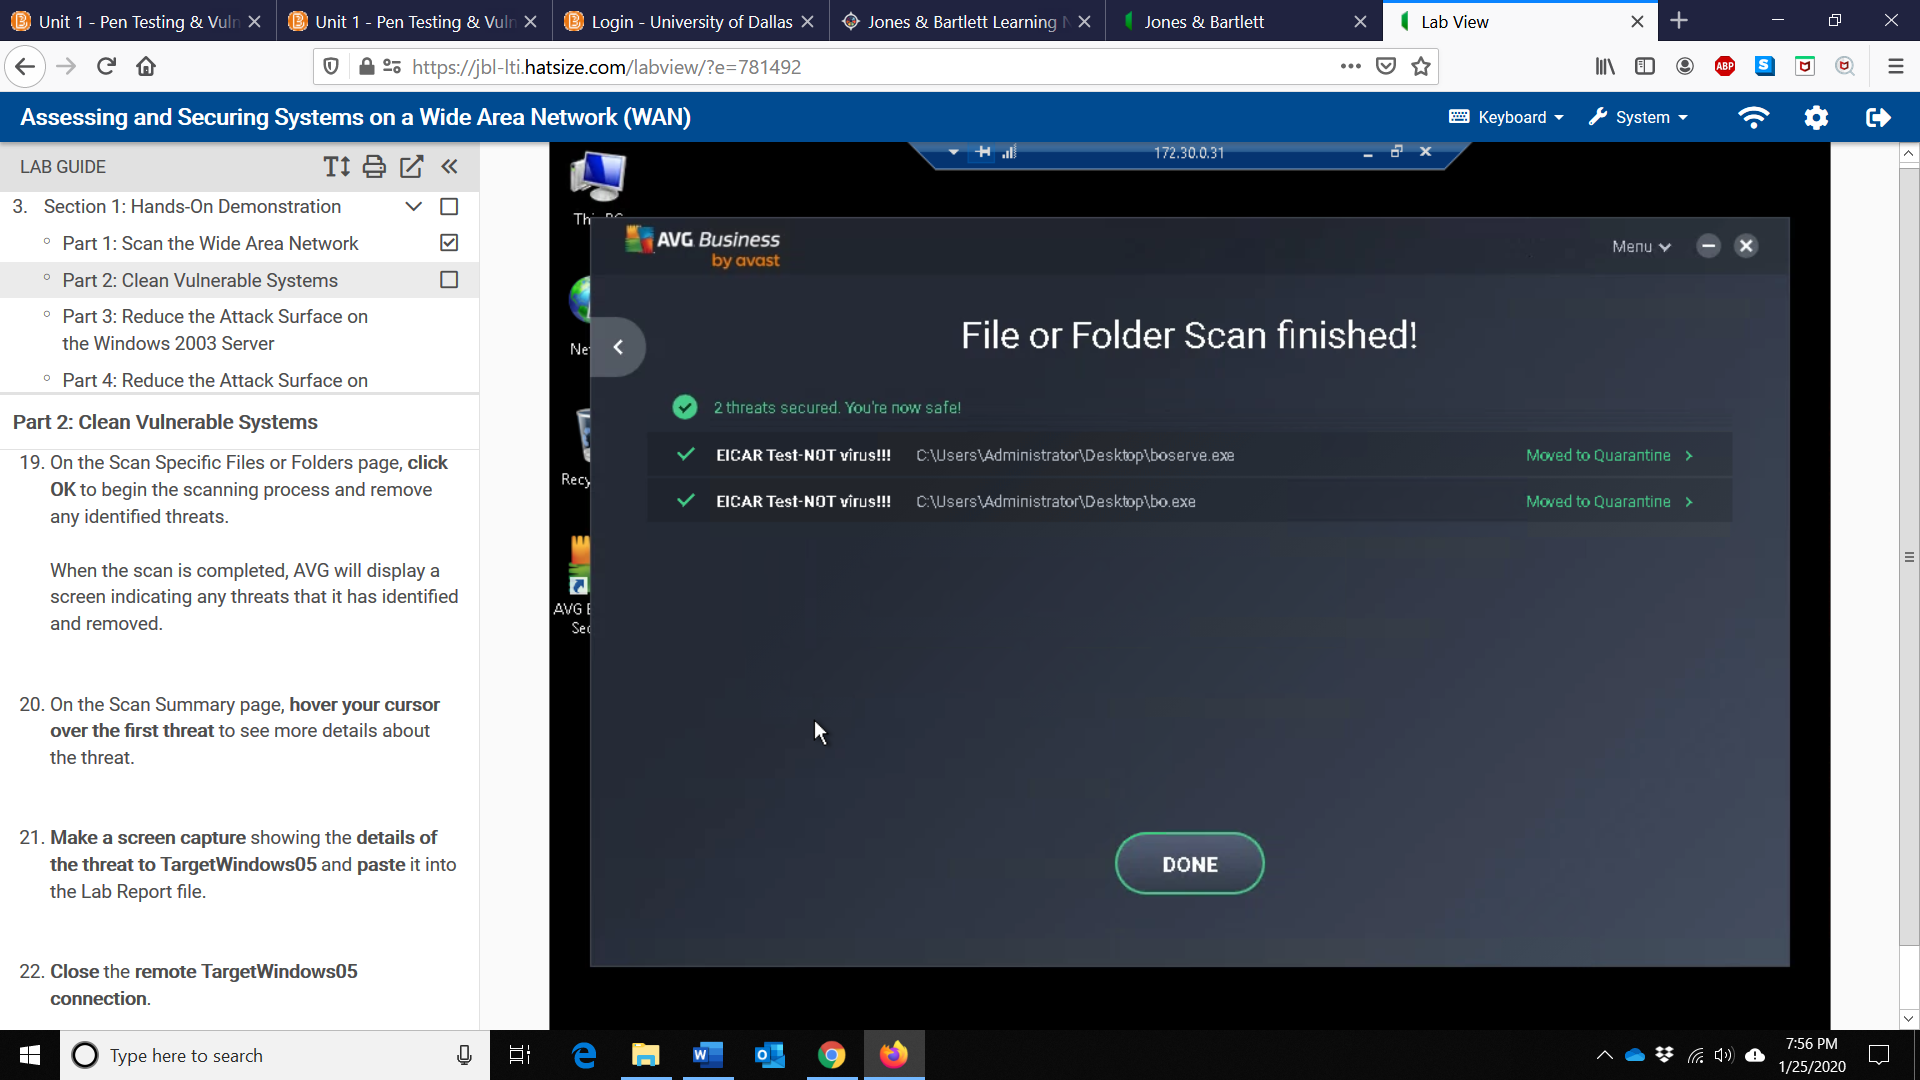 Unit 1 - Pen Testing & Vuln
Unit 1 - Pen Testing & Vuln
Login - University of Dallas
Jones & Bartlett Learning N
Jones & Bartlett
Lab View
https://jbl-lti.hatsize.com/labview/?e=781492
ABP
S
Assessing and Securing Systems on a Wide Area Network (WAN)
Keyboard
System
LAB GUIDE
3. Section 1: Hands-On Demonstration
Part 1: Scan the Wide Area Network
Part 2: Clean Vulnerable Systems
Part 3: Reduce the Attack Surface on
the Windows 2003 Server
Part 4: Reduce the Attack Surface on
Part 2: Clean Vulnerable Systems
19. On the Scan Specific Files or Folders page, click
OK to begin the scanning process and remove
any identified threats.
When the scan is completed, AVG will display a
screen indicating any threats that it has identified
and removed.
20. On the Scan Summary page, hover your cursor
over the first threat to see more details about
the threat.
21. Make a screen capture showing the details of
the threat to TargetWindows05 and paste it into
the Lab Report file.
22. Close the remote TargetWindows05
connection.
172.30.0.31
AVG Business
by avast
Menu
File or Folder Scan finished!
2 threats secured. You're now safe!
EICAR Test-NOT virus!!! C:\Users\Administrator\Desktop\boserve.exe Moved to Quarantine
EICAR Test-NOT virus!!! C:\Users\Administrator\Desktop\bo.exe Moved to Quarantine
DONE
Net
Recy
AVG
Sec
Type here to search
7:56 PM
1/25/2020